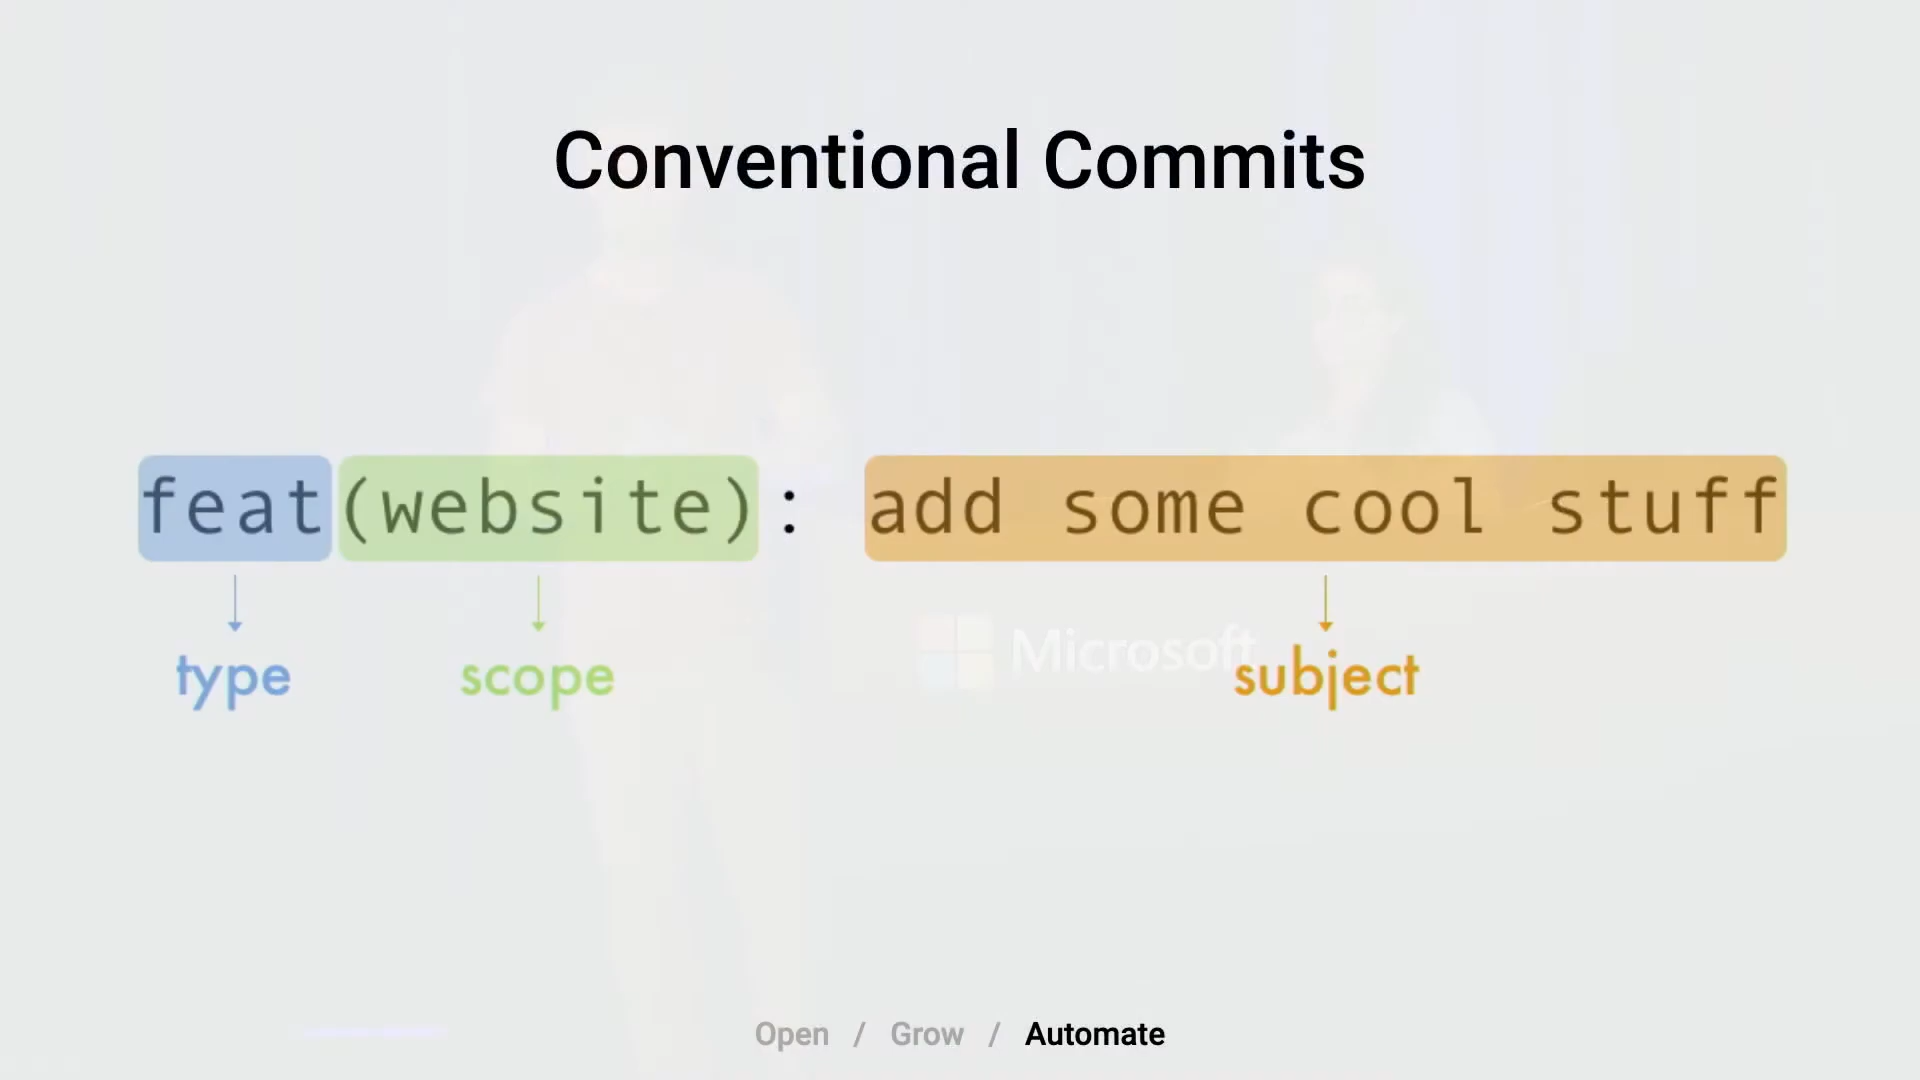 Conventional Commits
feat(website): add some cool stuff
type scope subject
Microsoft
Open / Grow / Automate